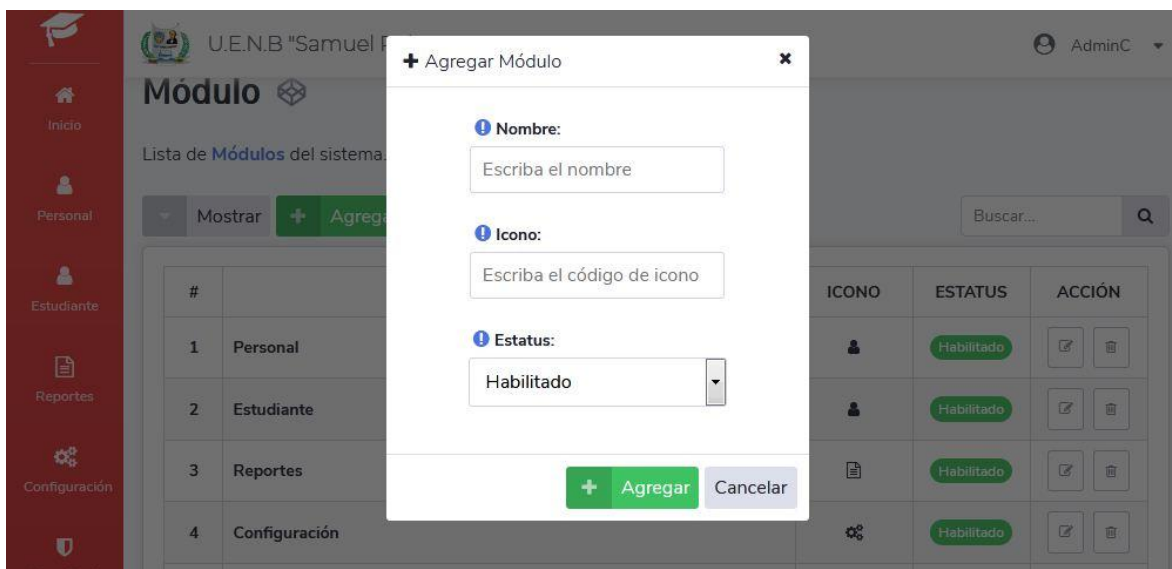 U.E.N.B "Samuel
AdminC
Inicio
Personal
Estudiante
Reportes
Configuración
Módulo
Lista de Módulos del sistema.
Mostrar
Buscar...
# ICONO ESTATUS ACCIÓN
1 Personal Habilitado
2 Estudiante Habilitado
3 Reportes Habilitado
4 Configuración Habilitado
Agregar Módulo
Nombre:
Escriba el nombre
Icono:
Escriba el código de icono
Estatus:
Habilitado
Agregar Cancelar